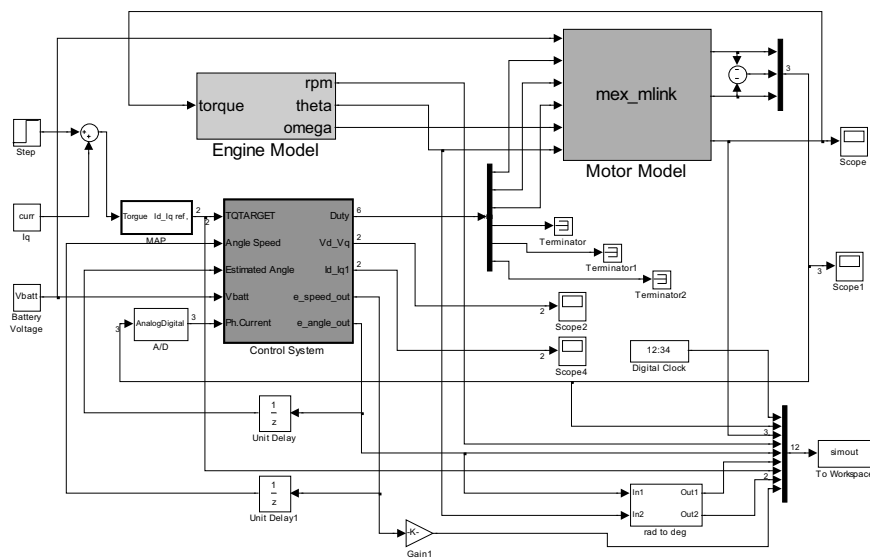 rpm
torque
theta
omega
Engine Model
mex_mlink
Motor Model
3
Step
+
+
Scope
curr
Iq
Torgue Id_Iq ref,
MAP
2
2
TQTARGET
Duty
6
Angle Speed
Vd_Vq
2
Estimated Angle
Id_Iq1
2
Vbatt
e_speed_out
Ph.Current
e_angle_out
Control System
Terminator
Terminator1
Terminator2
3
Scope1
Vbatt
Battery
Voltage
3
AnalogDigital
3
A/D
2
Scope2
2
Scope4
12:34
Digital Clock
1
z
Unit Delay
1
z
Unit Delay1
3
12
simout
To Workspace
2
In1
Out1
In2
Out2
rad to deg
-K-
Gain1